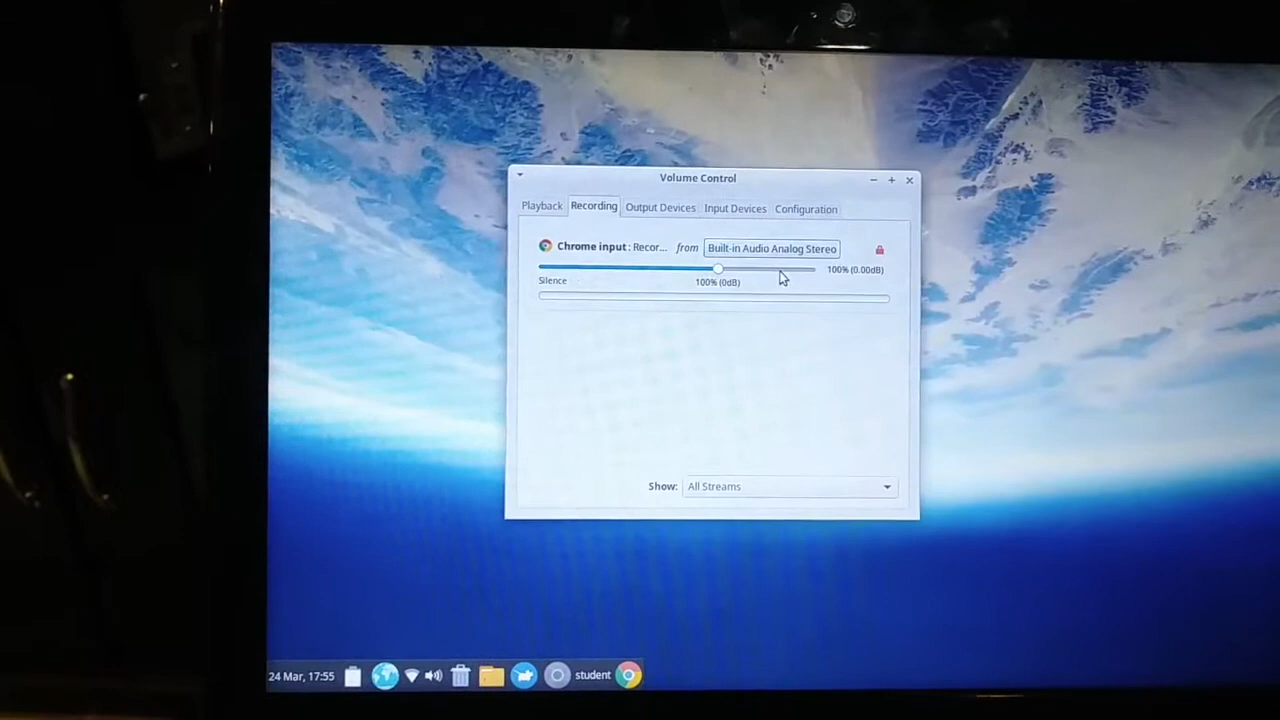 Volume Control
Playback Recording Output Devices Input Devices Configuration
Chrome input : Recor... from Built-in Audio Analog Stereo
100% (0.00dB)
Silence 100% (0dB)
Show: All Streams
24 Mar, 17:55 student